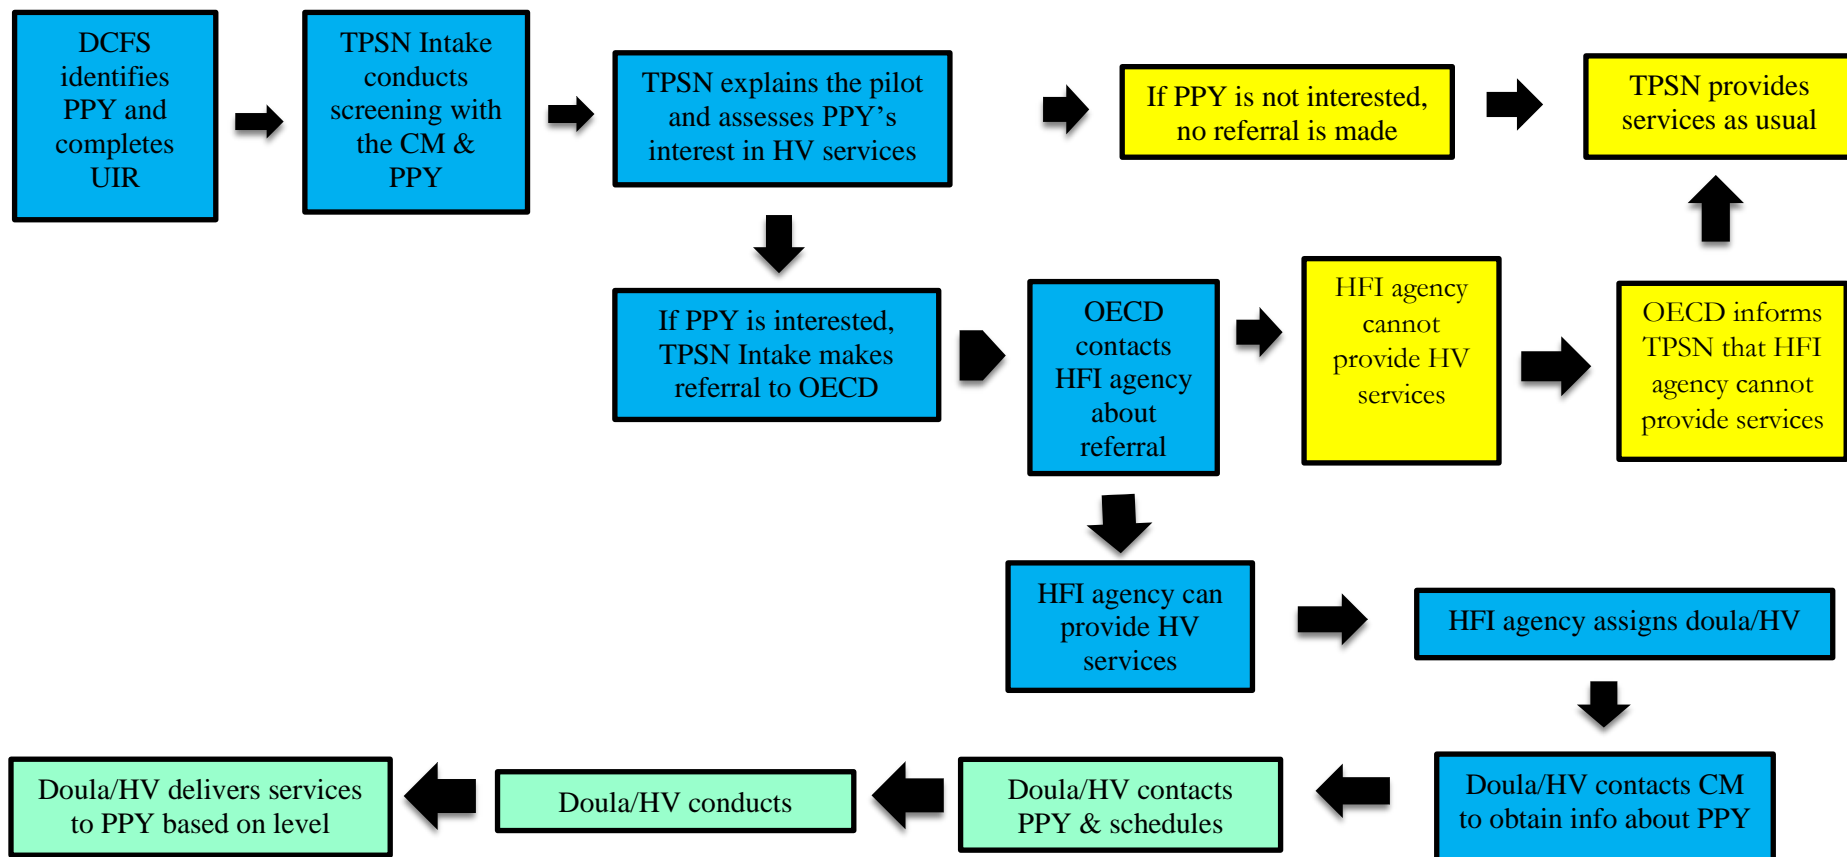 DCFS
identifies
PPY and
completes
UIR
TPSN Intake
conducts
screening with
the CM &
PPY
TPSN explains the pilot
and assesses PPY’s
interest in HV services
If PPY is not interested,
no referral is made
TPSN provides
services as usual
If PPY is interested,
TPSN Intake makes
referral to OECD
OECD
contacts
HFI agency
about
referral
HFI agency
cannot
provide HV
services
OECD informs
TPSN that HFI
agency cannot
provide services
HFI agency can
provide HV
services
HFI agency assigns doula/HV
Doula/HV contacts CM
to obtain info about PPY
Doula/HV contacts
PPY & schedules
Doula/HV conducts
Doula/HV delivers services
to PPY based on level